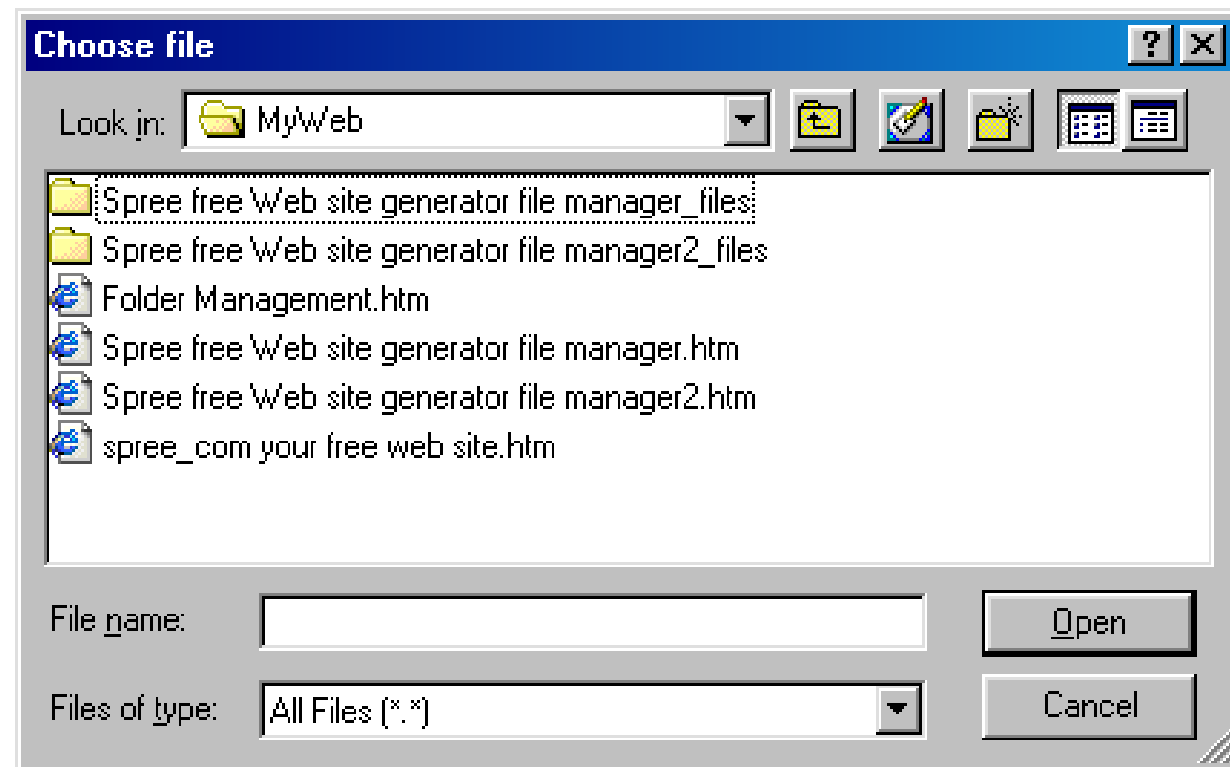 Choose file
Look in: MyWeb
Spree free Web site generator file manager_files
Spree free Web site generator file manager2_files
Folder Management.htm
Spree free Web site generator file manager.htm
Spree free Web site generator file manager2.htm
spree_com your free web site.htm
File name:
Open
Files of type: All Files (*.*)
Cancel